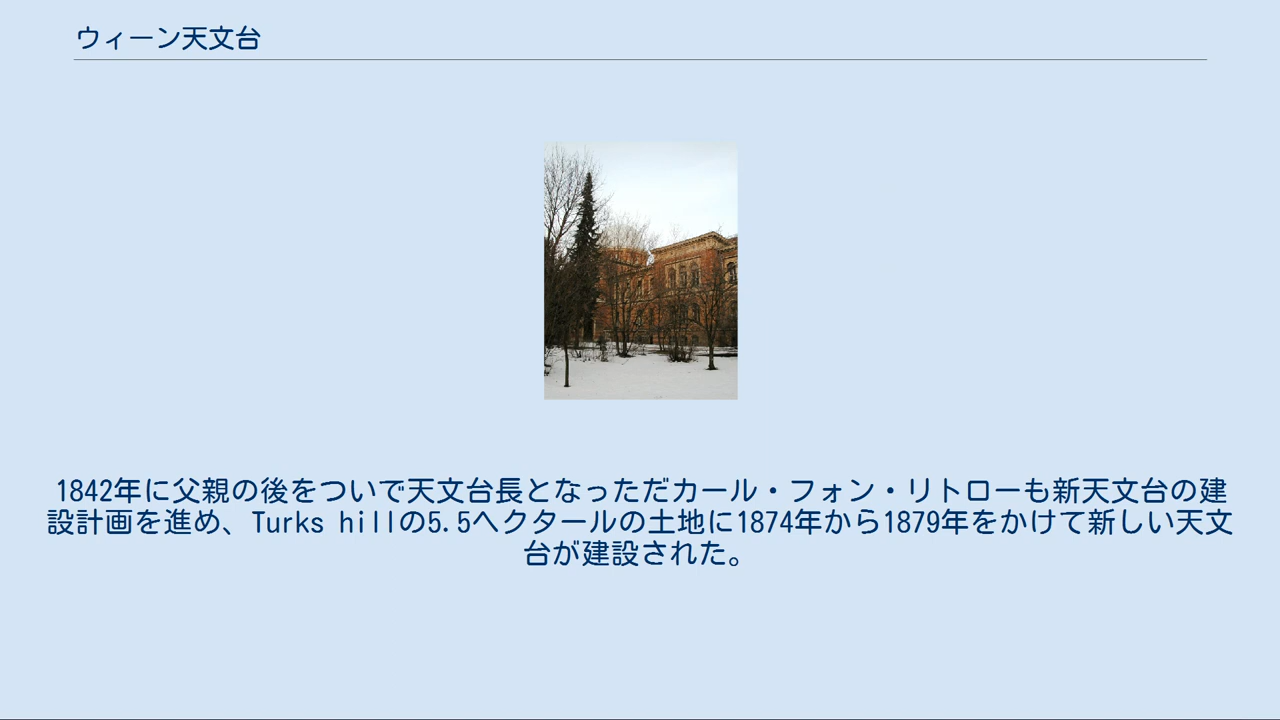 ウィーン天文台
1842年に父親の後をついで天文台長となっただカール・フォン・リトローも新天文台の建
設計画を進め、Turks hillの5.5ヘクタールの土地に1874年から1879年をかけて新しい天文
台が建設された。